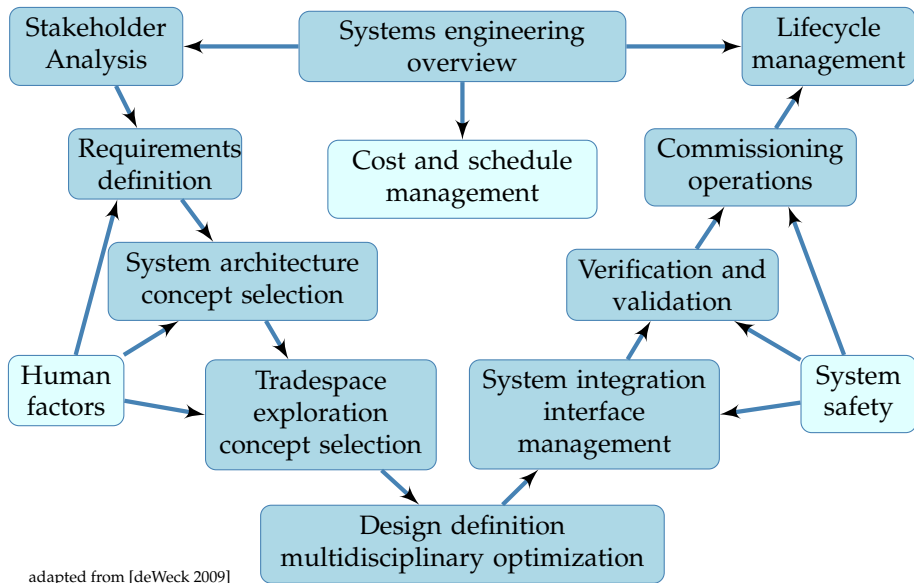 Stakeholder
Analysis
Systems engineering
overview
Lifecycle
management
Requirements
definition
Cost and schedule
management
Commissioning
operations
System architecture
concept selection
Verification and
validation
Human
factors
Tradespace
exploration
concept selection
System integration
interface
management
System
safety
Design definition
multidisciplinary optimization
adapted from [deWeck 2009]